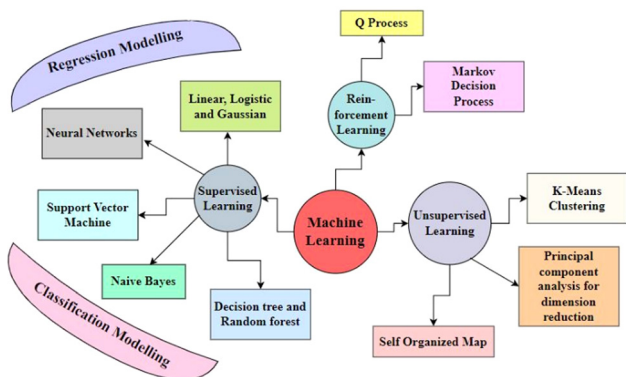 Q Process
Regression Modelling
Markov
Decision
Process
Linear, Logistic
and Gaussian
Rein-
forcement
Learning
Neural Networks
Supervised
Learning
K-Means
Clustering
Support Vector
Machine
Machine
Learning
Unsupervised
Learning
Naive Bayes
Decision tree and
Random forest
Principal
component
analysis for
dimension
reduction
Self Organized Map
Classification Modelling